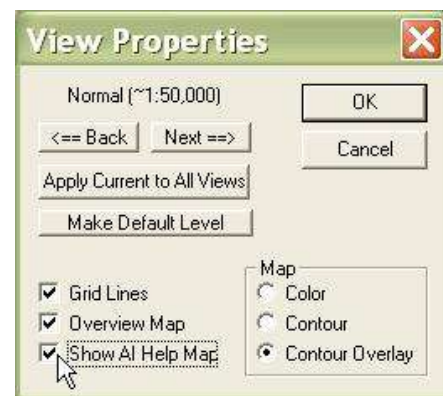 View Properties
Normal (~1:50,000)
OK
<== Back
Next ==>
Cancel
Apply Current to All Views
Make Default Level
Map
Grid Lines
Color
Overview Map
Contour
Show AI Help Map
Contour Overlay